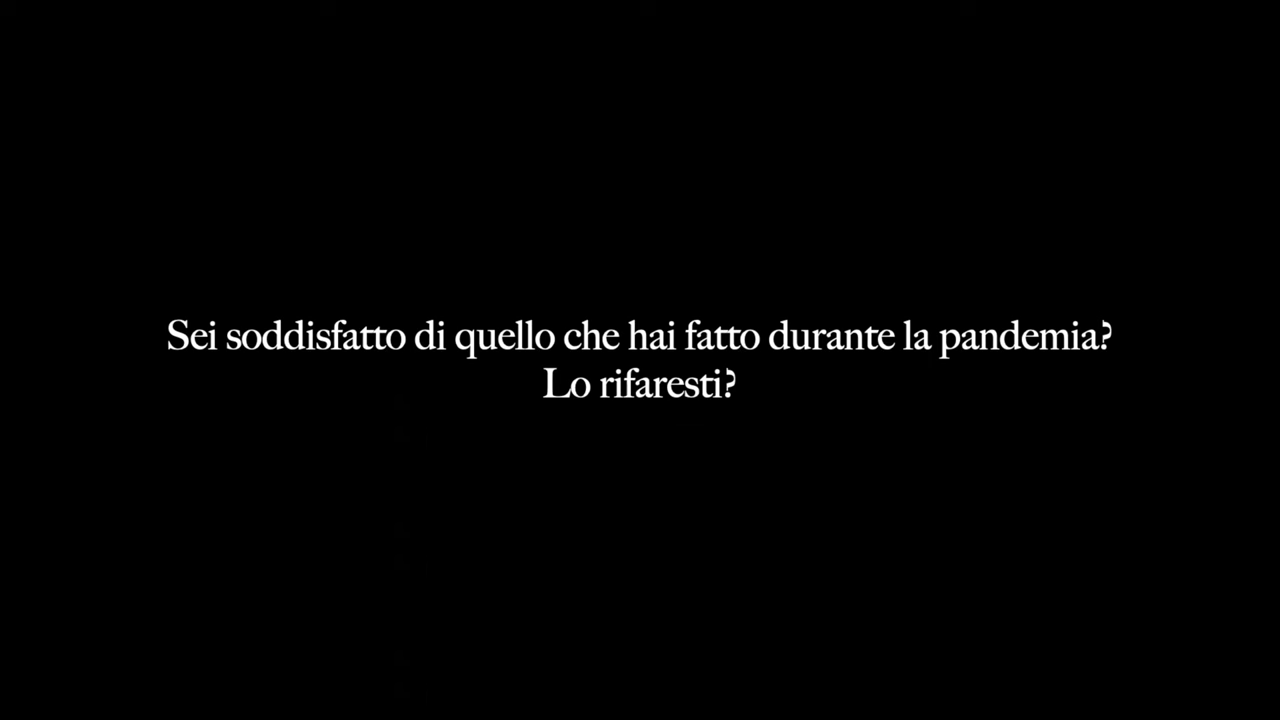 Sei soddisfatto di quello che hai fatto durante la pandemia?
Lo rifaresti?